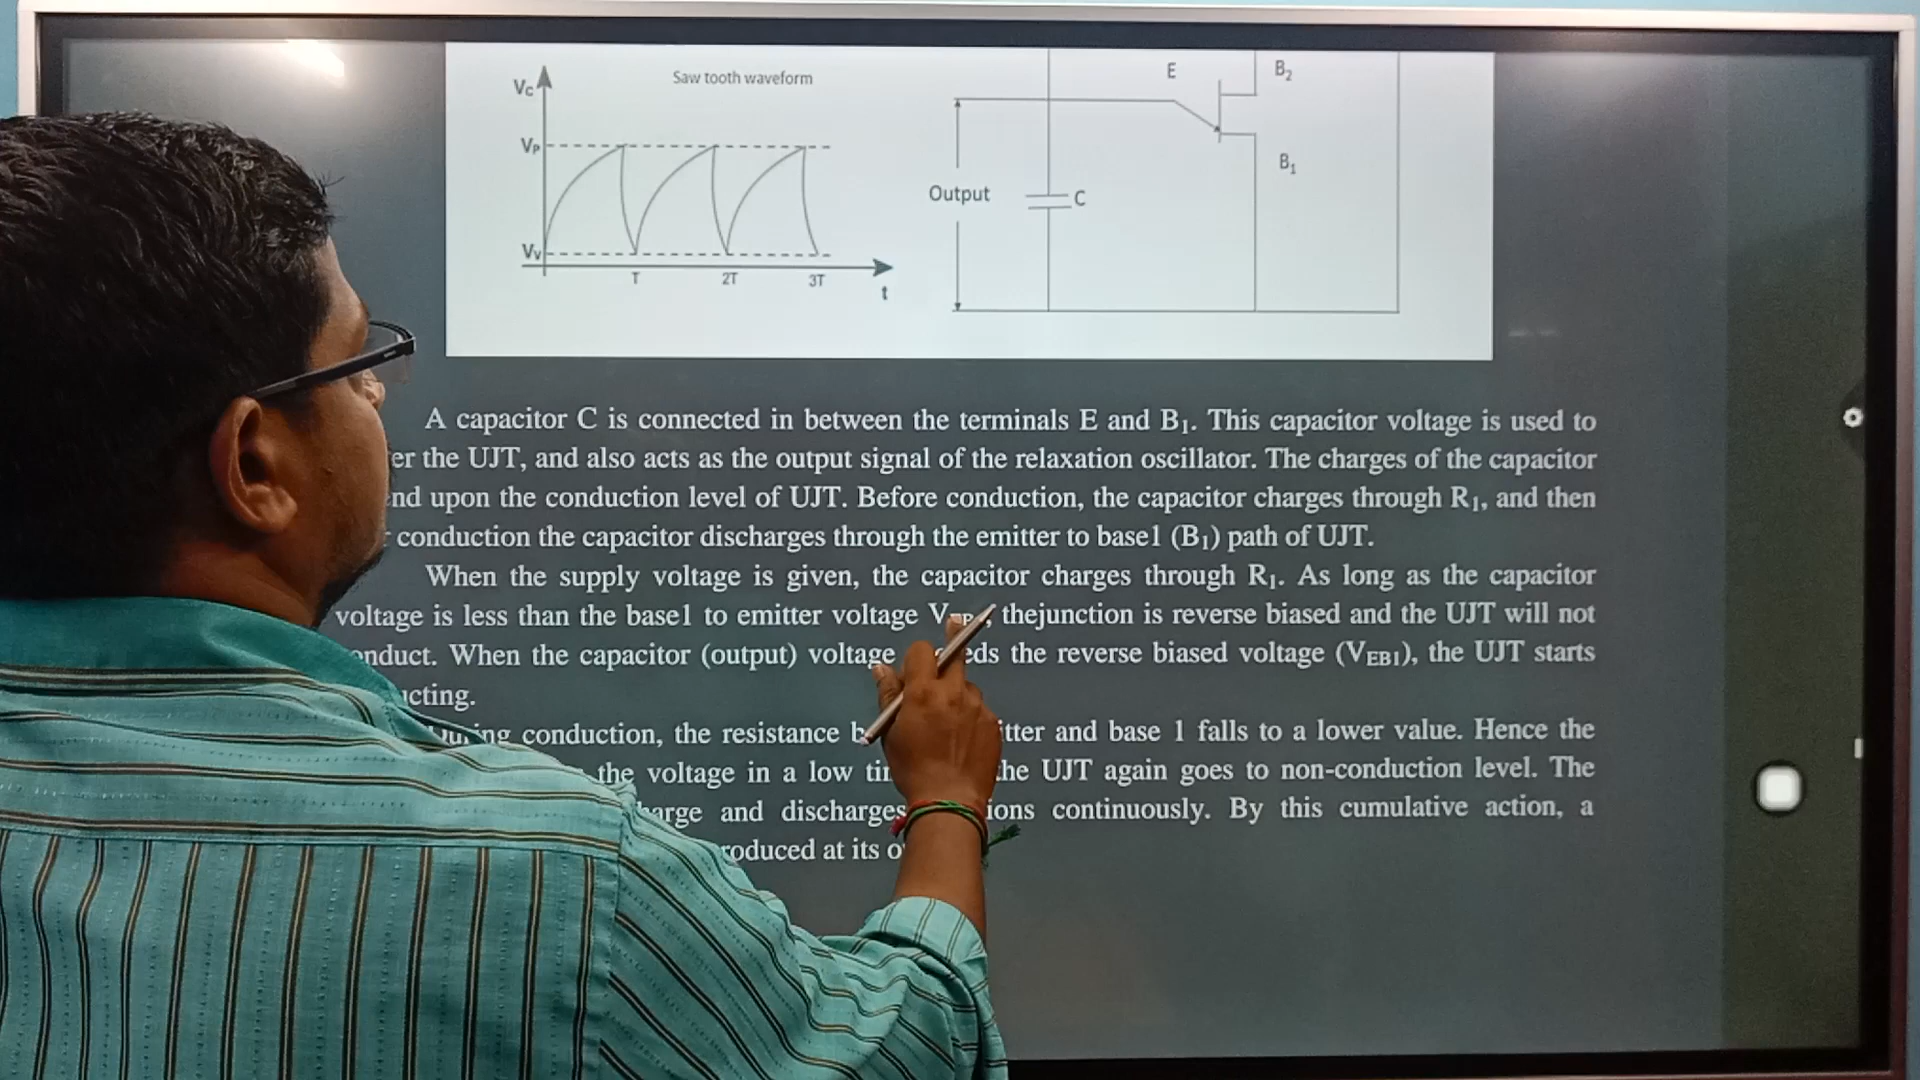 Saw tooth waveform
Vc
VP
VV
T
2T
3T
t
E
B2
B1
Output
C
A capacitor C is connected in between the terminals E and B1. This capacitor voltage is used to
er the UJT, and also acts as the output signal of the relaxation oscillator. The charges of the capacitor
nd upon the conduction level of UJT. Before conduction, the capacitor charges through R1, and then
conduction the capacitor discharges through the emitter to base1 (B1) path of UJT.
When the supply voltage is given, the capacitor charges through R1. As long as the capacitor
voltage is less than the base1 to emitter voltage thejunction is reverse biased and the UJT will not
nduct. When the capacitor (output) voltage eds the reverse biased voltage (VEB1), the UJT starts
cting.
conduction, the resistance b tter and base 1 falls to a lower value. Hence the
the voltage in a low the UJT again goes to non-conduction level. The
arge and discharges ions continuously. By this cumulative action, a
roduced at its